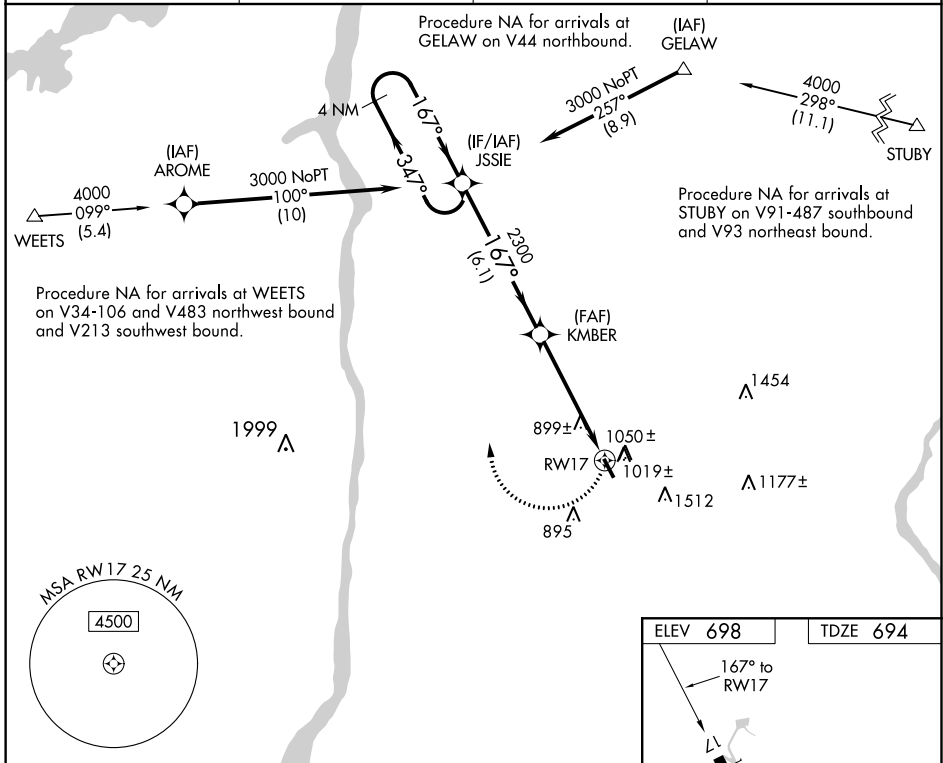 Procedure NA for arrivals at
GELAW on V44 northbound.
(IAF)
GELAW
3000 NoPT
257°
(8.9)
4000
298°
(11.1)
STUBY
4 NM
167°
347°
(IF/IAF)
JSSIE
(IAF)
AROME
3000 NoPT
100°
(10)
4000
099°
(5.4)
WEETS
Procedure NA for arrivals at
STUBY on V91-487 southbound
and V93 northeast bound.
2300
167°
(6.1)
Procedure NA for arrivals at WEETS
on V34-106 and V483 northwest bound
and V213 southwest bound.
(FAF)
KMBER
1454
1999
899±
1050±
RW17
1019±
1177±
1512
895
MSA RW17 25 NM
4500
ELEV 698
TDZE 694
167° to
RW17
17